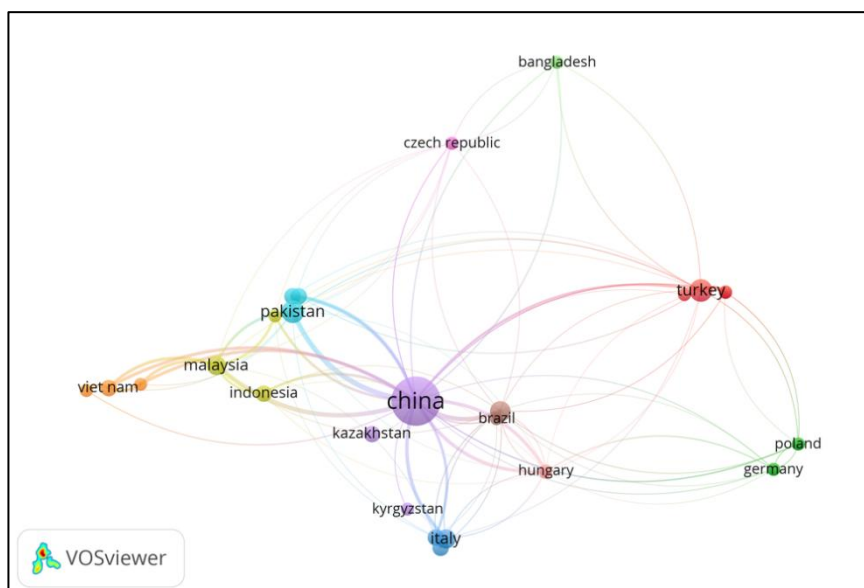 bangladesh
czech republic
turkey
pakistan
malaysia
viet nam
indonesia
china
brazil
kazakhstan
poland
hungary
germany
kyrgyzstan
italy
VOSviewer